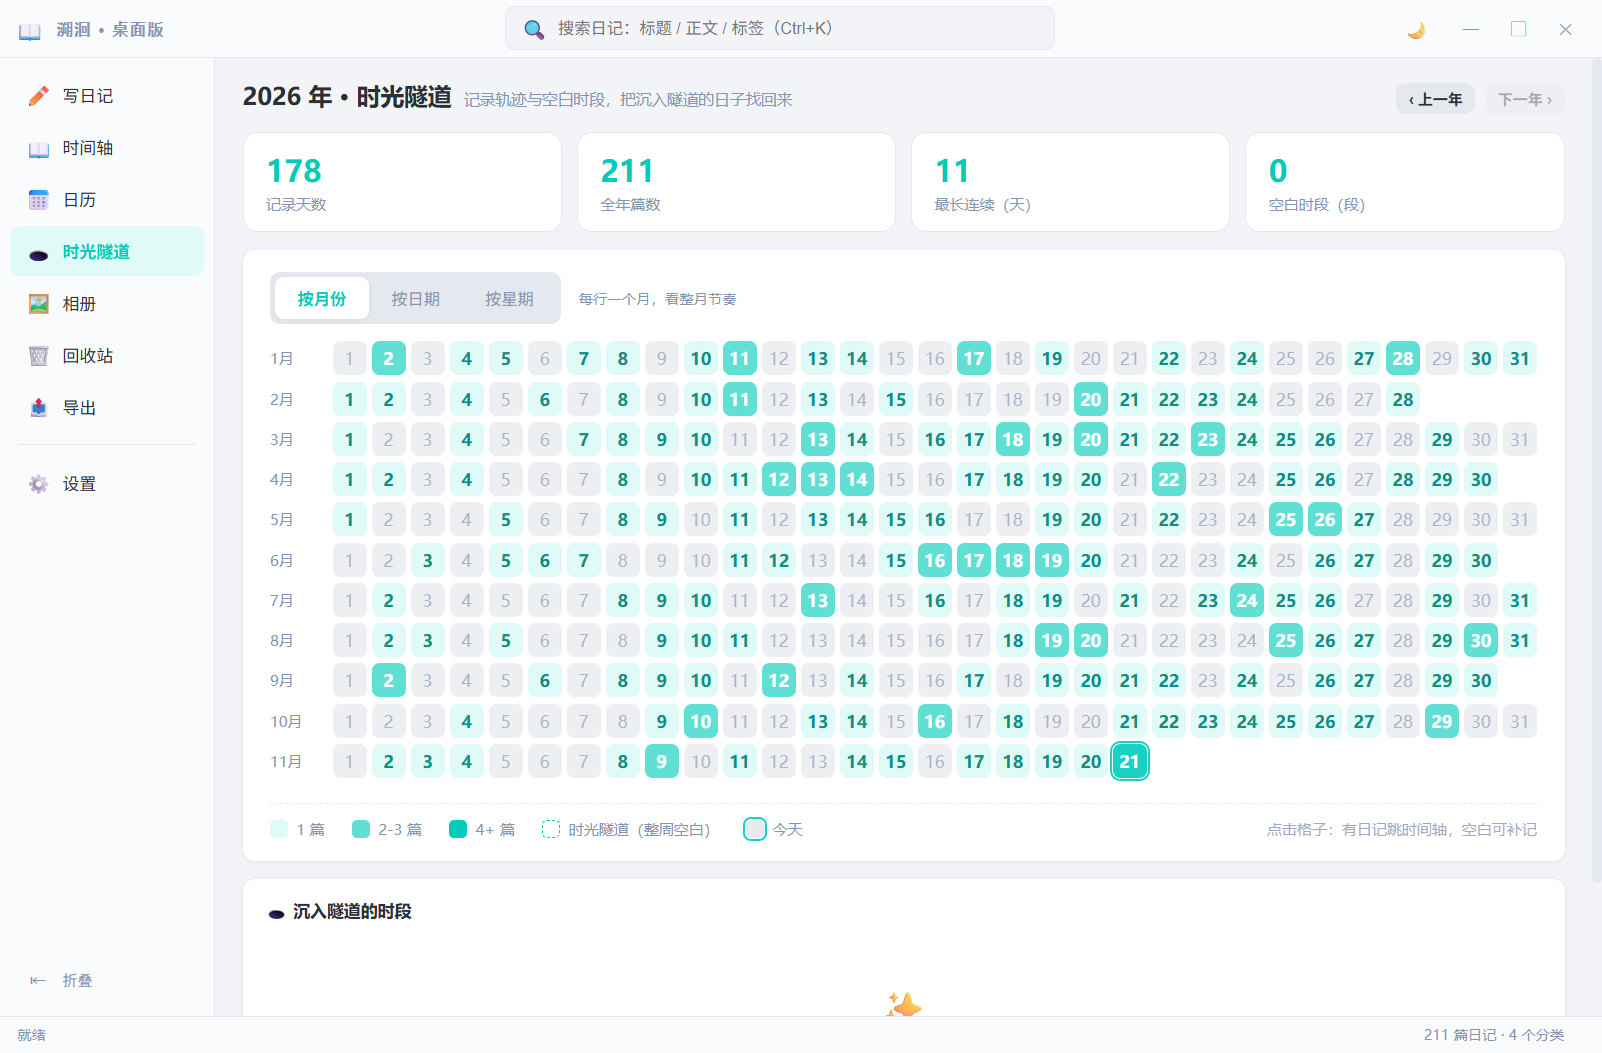 溯洄 • 桌面版
搜索日记：标题 / 正文 / 标签（Ctrl+K）
写日记
时间轴
日历
时光隧道
相册
回收站
导出
设置
折叠
2026 年 • 时光隧道 记录轨迹与空白时段，把沉入隧道的日子找回来
‹ 上一年 下一年 ›
178
记录天数
211
全年篇数
11
最长连续（天）
0
空白时段（段）
按月份 按日期 按星期 每行一个月，看整月节奏
1月 1 2 3 4 5 6 7 8 9 10 11 12 13 14 15 16 17 18 19 20 21 22 23 24 25 26 27 28 29 30 31
2月 1 2 3 4 5 6 7 8 9 10 11 12 13 14 15 16 17 18 19 20 21 22 23 24 25 26 27 28
3月 1 2 3 4 5 6 7 8 9 10 11 12 13 14 15 16 17 18 19 20 21 22 23 24 25 26 27 28 29 30 31
4月 1 2 3 4 5 6 7 8 9 10 11 12 13 14 15 16 17 18 19 20 21 22 23 24 25 26 27 28 29 30
5月 1 2 3 4 5 6 7 8 9 10 11 12 13 14 15 16 17 18 19 20 21 22 23 24 25 26 27 28 29 30 31
6月 1 2 3 4 5 6 7 8 9 10 11 12 13 14 15 16 17 18 19 20 21 22 23 24 25 26 27 28 29 30
7月 1 2 3 4 5 6 7 8 9 10 11 12 13 14 15 16 17 18 19 20 21 22 23 24 25 26 27 28 29 30 31
8月 1 2 3 4 5 6 7 8 9 10 11 12 13 14 15 16 17 18 19 20 21 22 23 24 25 26 27 28 29 30 31
9月 1 2 3 4 5 6 7 8 9 10 11 12 13 14 15 16 17 18 19 20 21 22 23 24 25 26 27 28 29 30
10月 1 2 3 4 5 6 7 8 9 10 11 12 13 14 15 16 17 18 19 20 21 22 23 24 25 26 27 28 29 30 31
11月 1 2 3 4 5 6 7 8 9 10 11 12 13 14 15 16 17 18 19 20 21
1 篇 2-3 篇 4+ 篇 时光隧道（整周空白） 今天 点击格子：有日记跳时间轴，空白可补记
沉入隧道的时段
就绪
211 篇日记 · 4 个分类